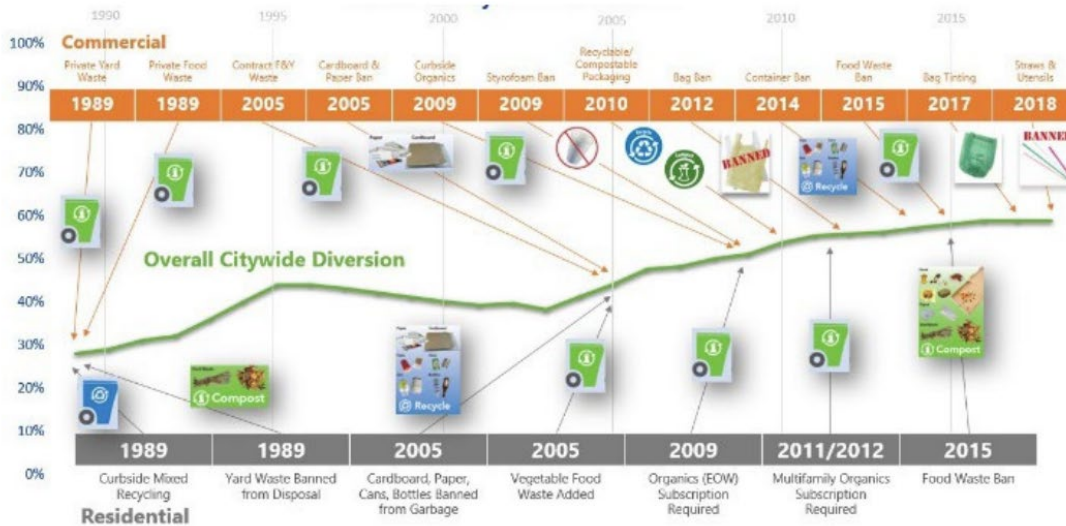 1990 1995 2000 2005 2010 2015
100%
90%
80%
70%
60%
50%
40%
30%
20%
10%
0%
Commercial
Private Yard
Waste
Private Food
Waste
Contract F&Y
Waste
Cardboard &
Paper Ban
Curbside
Organics
Styrofoam Ban
Recyclable/
Compostable
Packaging
Bag Ban
Container Ban
Food Waste
Ban
Bag Tinting
Straws &
Utensils
1989 1989 2005 2005 2009 2009 2010 2012 2014 2015 2017 2018
Paper Cardboard
BANNED
Recycle
BANNED
Overall Citywide Diversion
Compost
Paper Cardboard
Recycle
Compost
1989 1989 2005 2005 2009 2011/2012 2015
Curbside Mixed
Recycling
Yard Waste Banned
from Disposal
Cardboard, Paper,
Cans, Bottles Banned
from Garbage
Vegetable Food
Waste Added
Organics (EOW)
Subscription
Required
Multifamily Organics
Subscription
Required
Food Waste Ban
Residential